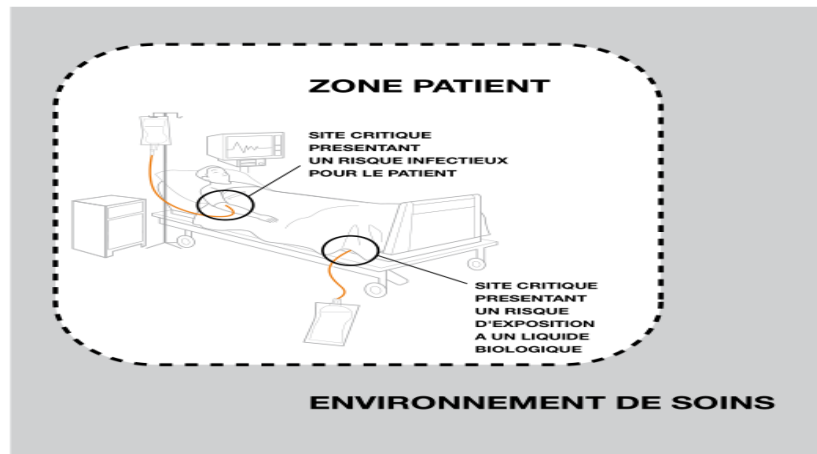 ZONE PATIENT
SITE CRITIQUE
PRESENTANT
UN RISQUE INFECTIEUX
POUR LE PATIENT
SITE CRITIQUE
PRESENTANT
UN RISQUE
D'EXPOSITION
A UN LIQUIDE
BIOLOGIQUE
ENVIRONNEMENT DE SOINS